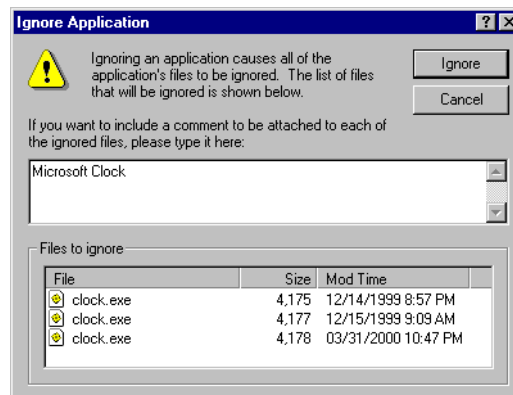 Ignore Application
Ignoring an application causes all of the
application's files to be ignored. The list of files
that will be ignored is shown below.
Ignore
Cancel
If you want to include a comment to be attached to each of
the ignored files, please type it here:
Microsoft Clock
Files to ignore
File Size Mod Time
clock.exe 4,175 12/14/1999 8:57 PM
clock.exe 4,177 12/15/1999 9:09 AM
clock.exe 4,178 03/31/2000 10:47 PM